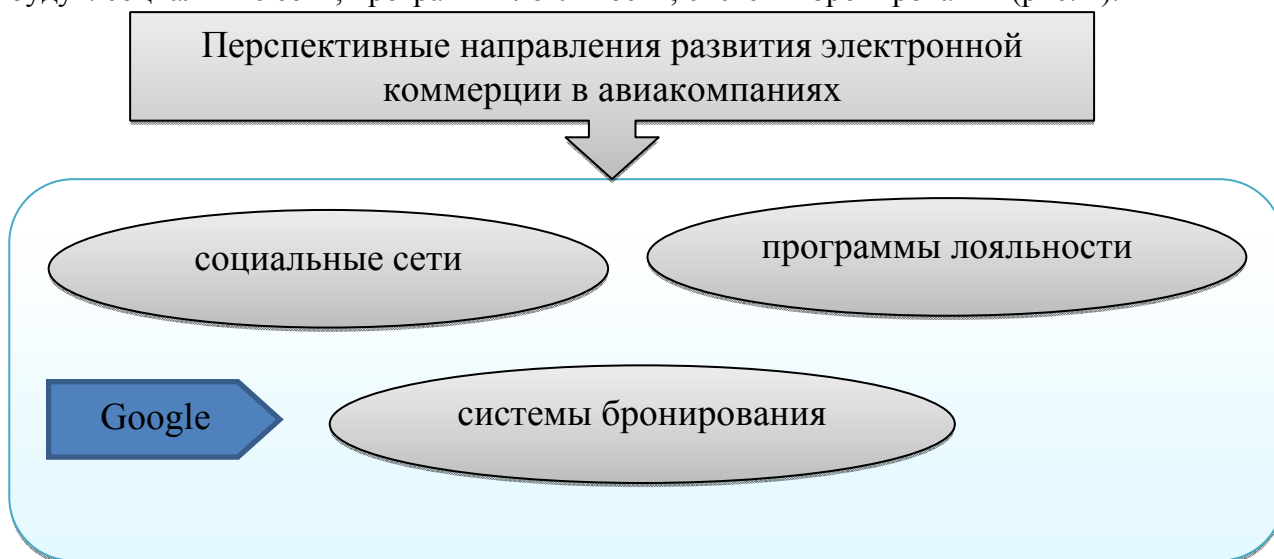 Перспективные направления развития электронной
коммерции в авиакомпаниях
социальные сети
программы лояльности
Google
системы бронирования